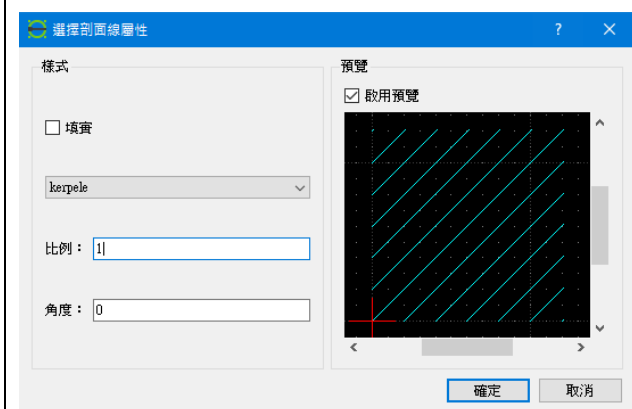 選擇剖面線屬性
樣式
填實
kerpele
比例：1
角度：0
預覽
啟用預覽
確定
取消